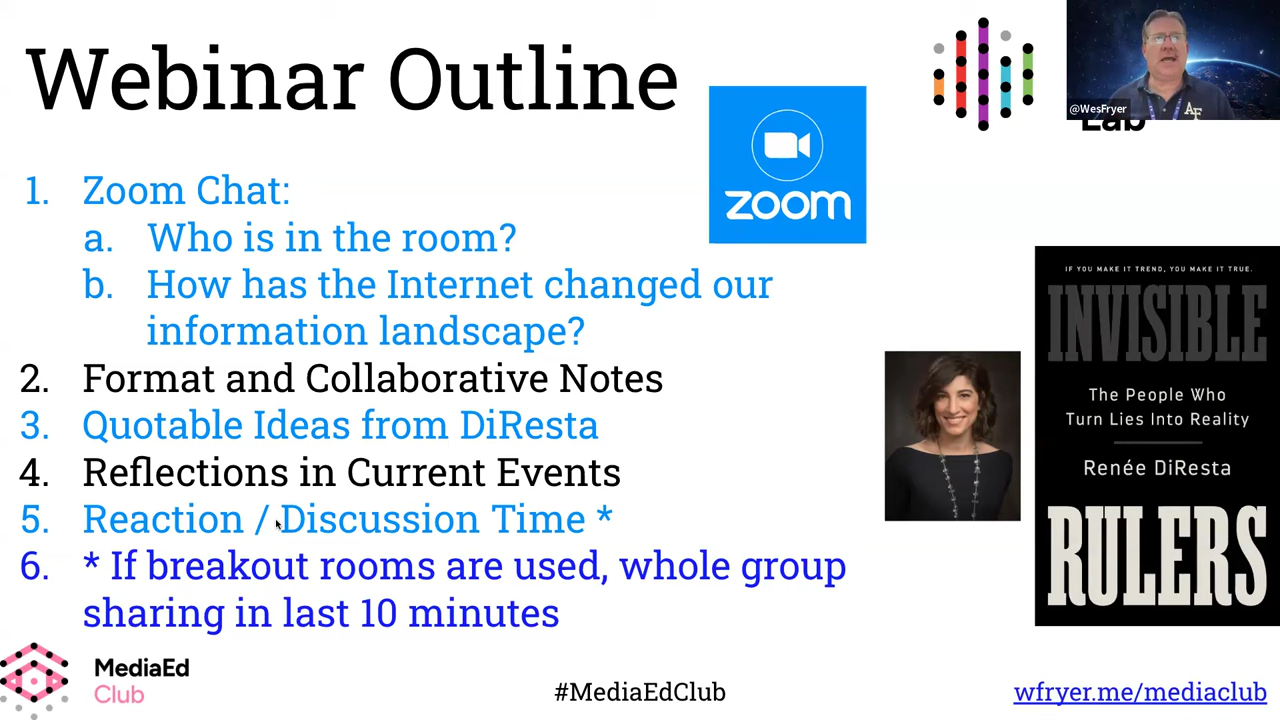 Webinar Outline
1. Zoom Chat:
a. Who is in the room?
b. How has the Internet changed our
information landscape?
2. Format and Collaborative Notes
3. Quotable Ideas from DiResta
4. Reflections in Current Events
5. Reaction / Discussion Time *
6. * If breakout rooms are used, whole group
sharing in last 10 minutes
zoom
@WesFryer
AF
Lab
IF YOU MAKE IT TREND, YOU MAKE IT TRUE.
INVISIBLE
The People Who
Turn Lies Into Reality
Renée DiResta
RULERS
MediaEd
Club
#MediaEdClub
wfryer.me/mediaclub